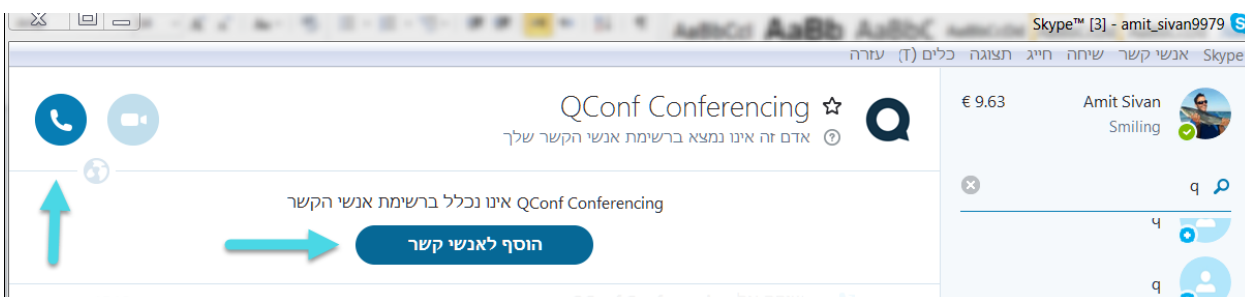 AaBbCcI AaBb AaBbC
Skype™ [3] - amit_sivan9979
Skype אנשי קשר שיחה חייג תצוגה כלים (T) עזרה
Amit Sivan
€ 9.63
Smiling
q
q
q
QConf Conferencing
אדם זה אינו נמצא ברשימת אנשי הקשר שלך
QConf Conferencing אינו נכלל ברשימת אנשי הקשר
הוסף לאנשי קשר